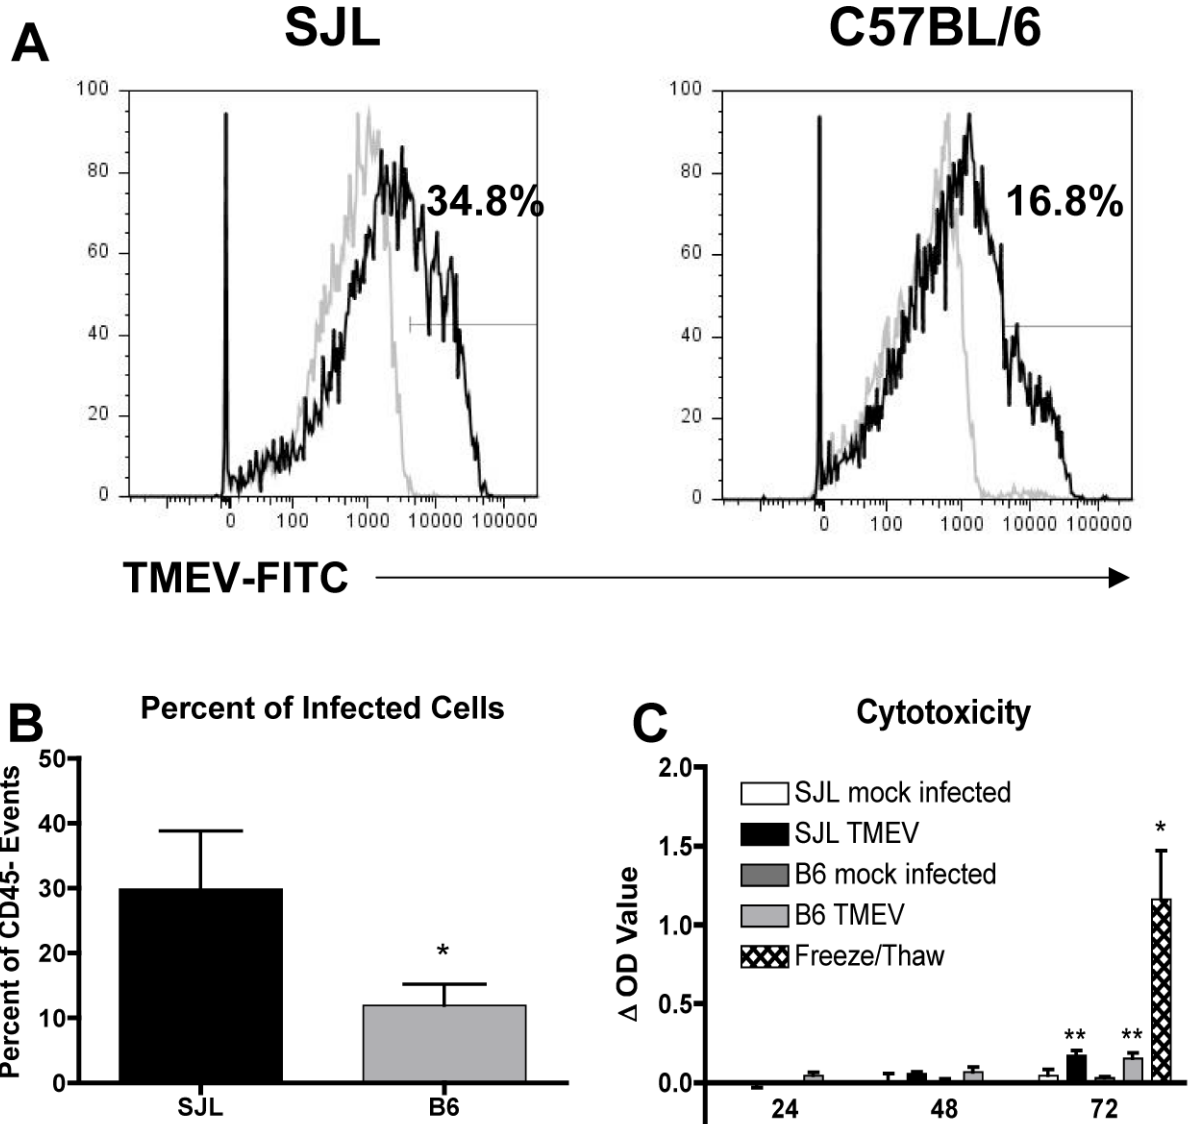 A
SJL
C57BL/6
100
80
60
40
20
0
0 100 1000 10000 100000
34.8%
100
80
60
40
20
0
0 100 1000 10000 100000
16.8%
TMEV-FITC
B
Percent of Infected Cells
Percent of CD45- Events
50
40
30
20
10
0
*
SJL B6
C
Cytotoxicity
Δ OD Value
2.0
1.5
1.0
0.5
0.0
SJL mock infected
SJL TMEV
B6 mock infected
B6 TMEV
Freeze/Thaw
** ** *
24 48 72